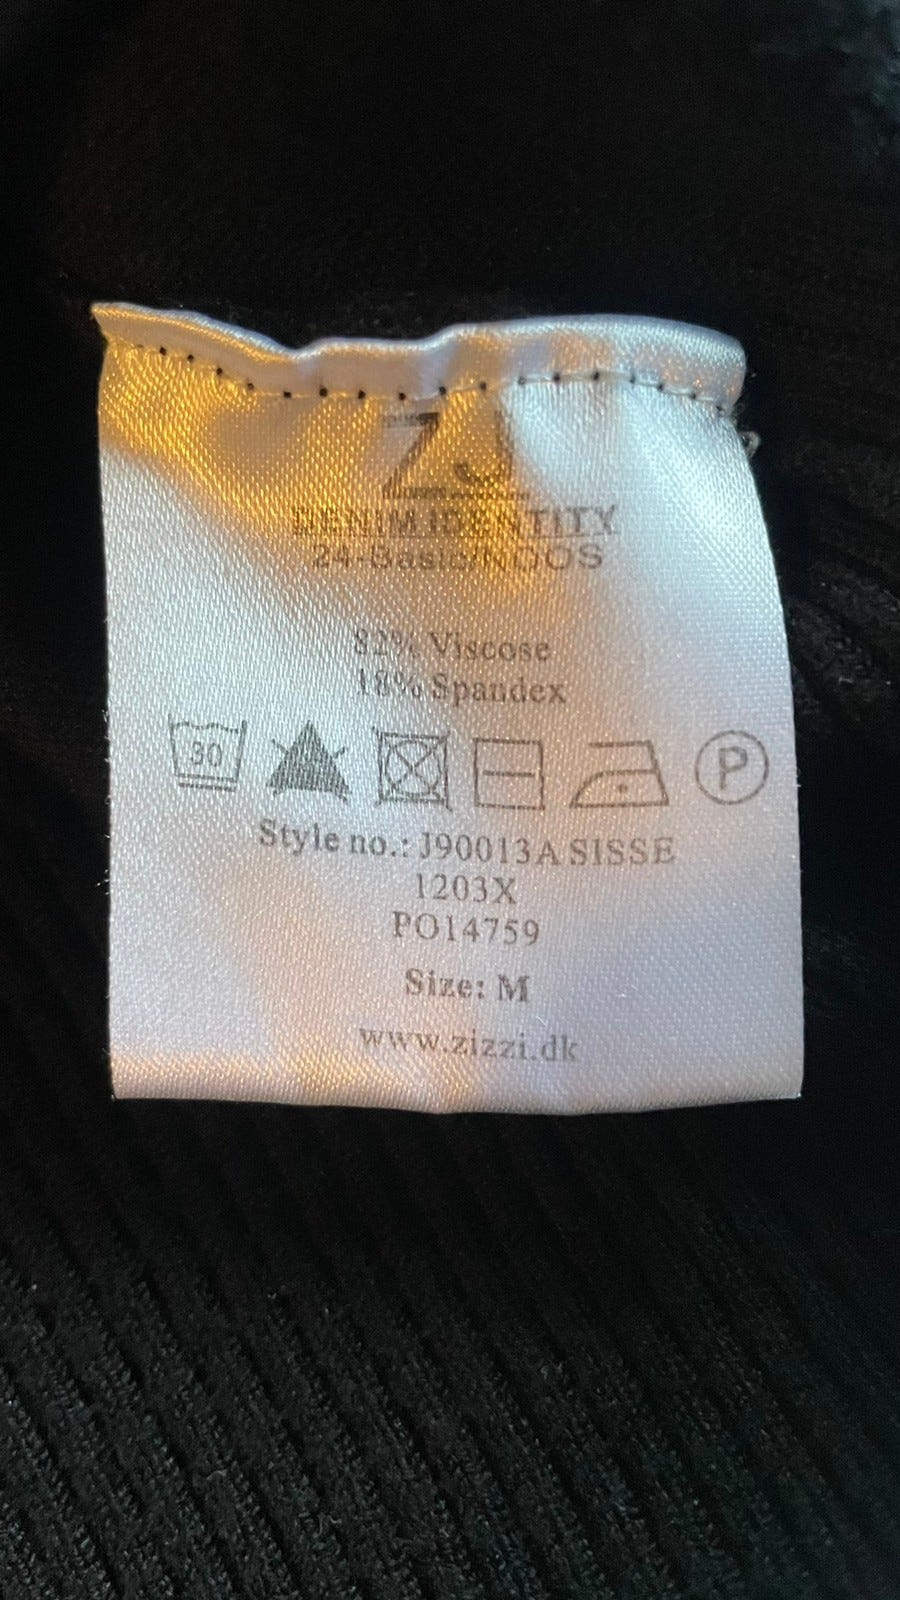 ZJ
DENIM IDENTITY
24-Basic/NOOS
82% Viscose
18% Spandex
30
P
Style no.: J90013A SISSE
1203X
PO14759
Size: M
www.zizzi.dk